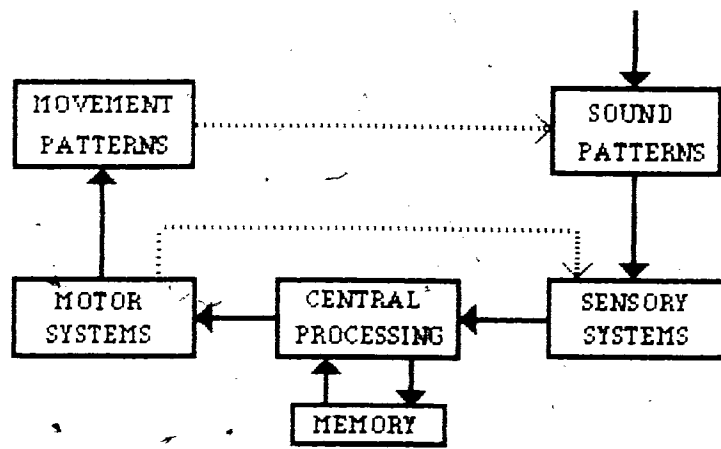 MOVEMENT
PATTERNS
SOUND
PATTERNS
MOTOR
SYSTEMS
CENTRAL
PROCESSING
SENSORY
SYSTEMS
MEMORY